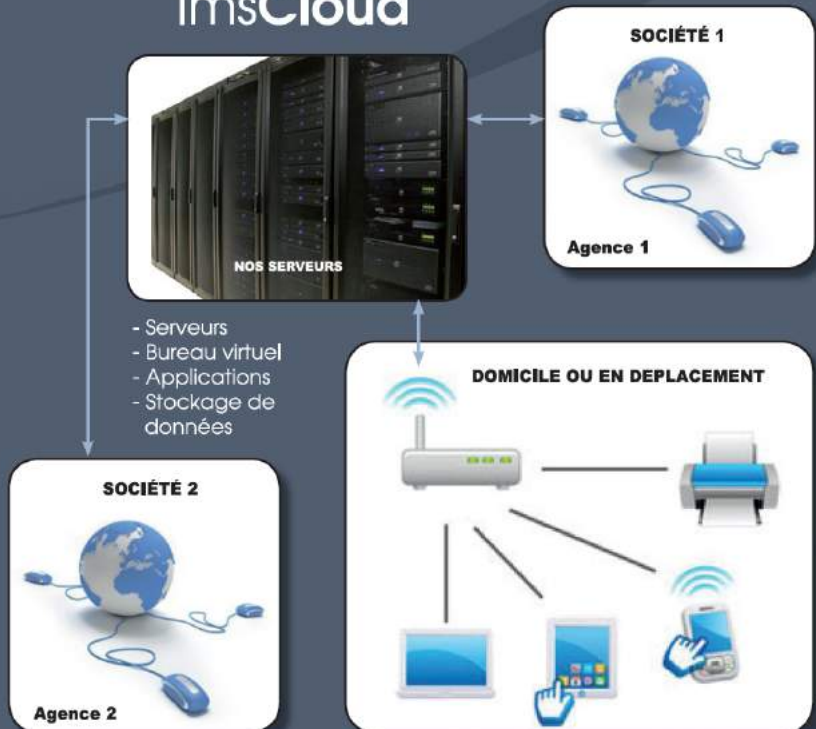 imsCloud
SOCIÉTÉ 1
Agence 1
NOS SERVEURS
- Serveurs
- Bureau virtuel
- Applications
- Stockage de
données
DOMICILE OU EN DEPLACEMENT
SOCIÉTÉ 2
Agence 2